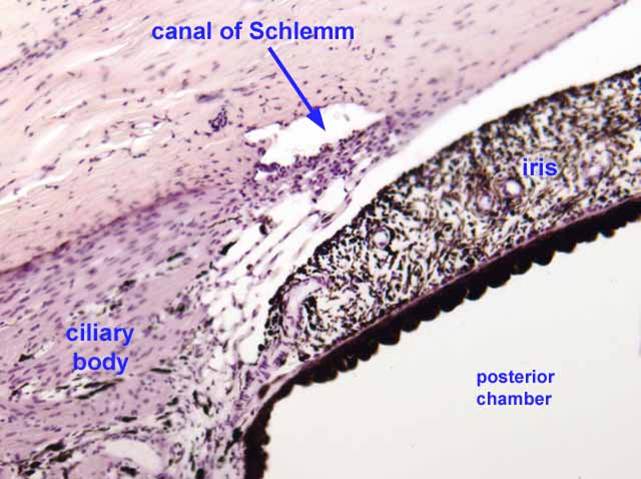 canal of Schlemm
iris
ciliary
body
posterior
chamber